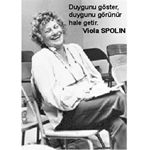 Duygunu göster,
duygunu görünür
hale getir.
Viola SPOLIN